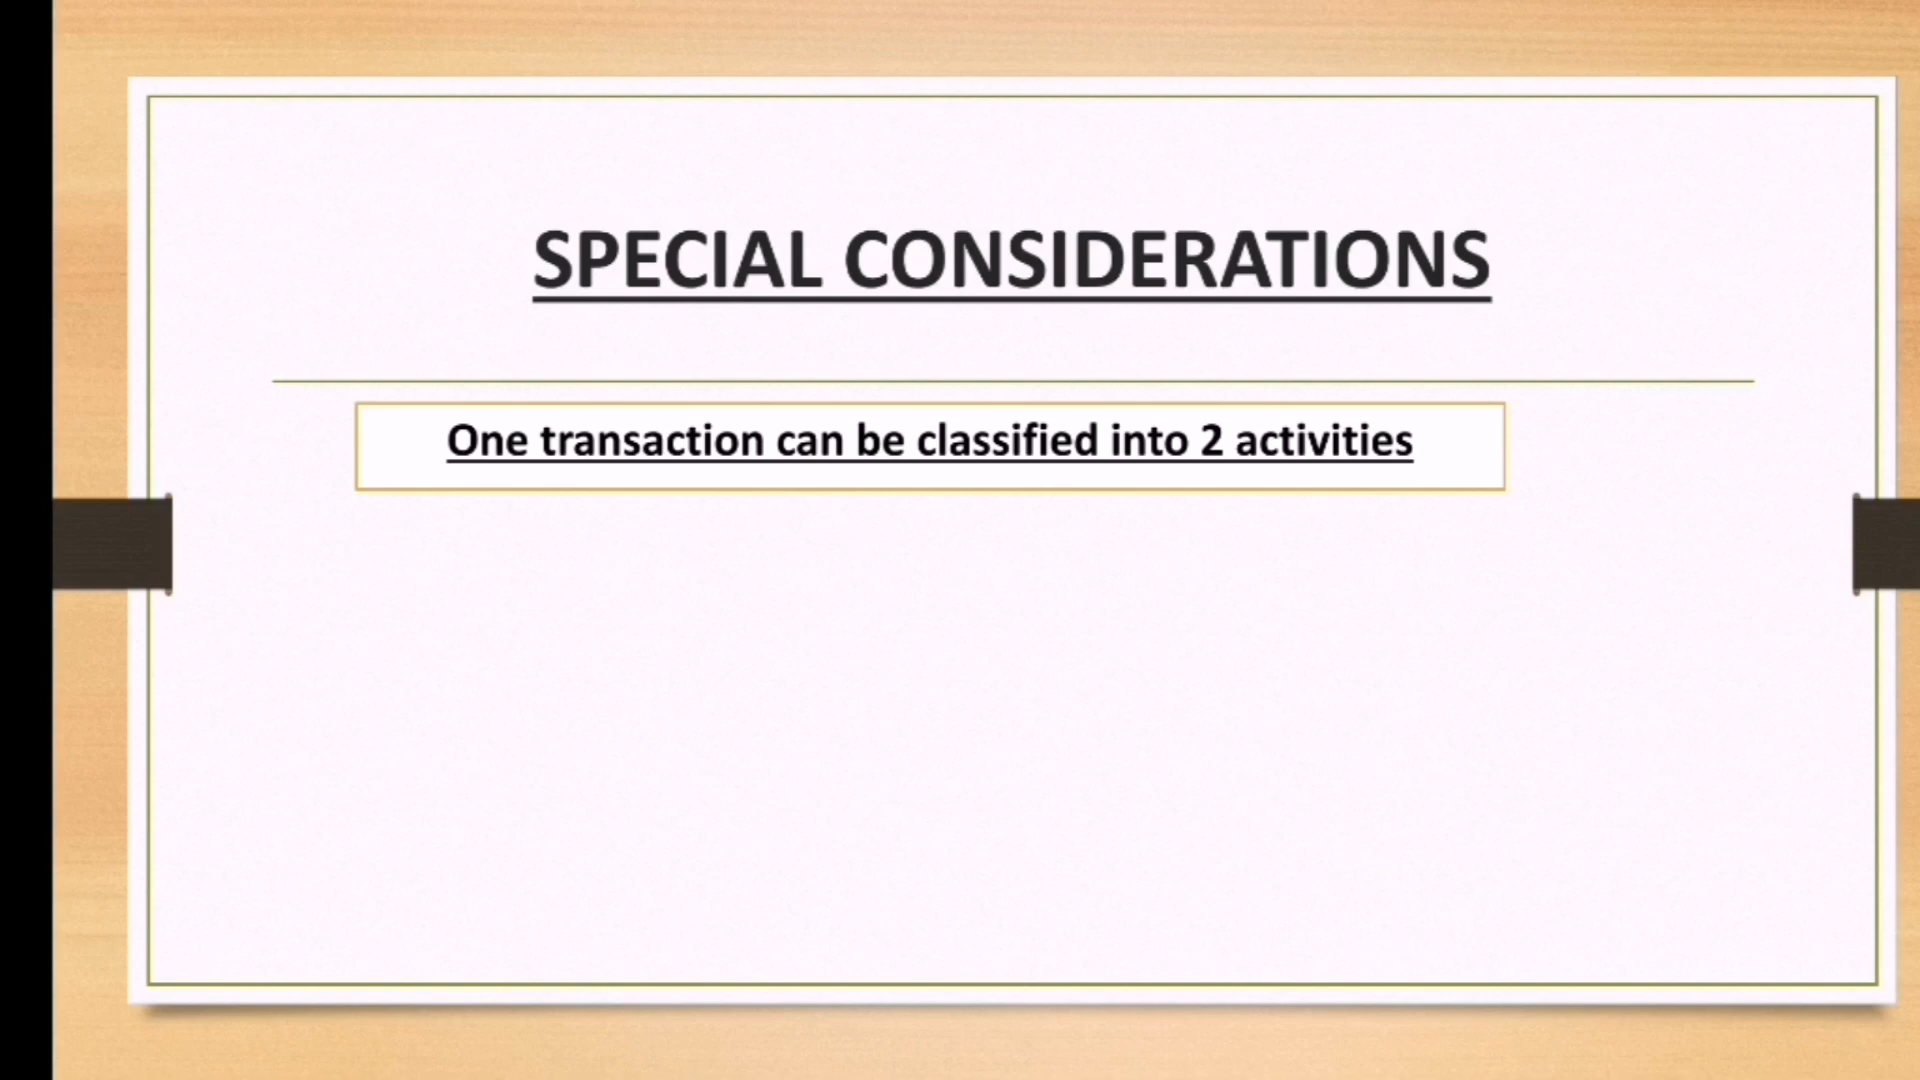 SPECIAL CONSIDERATIONS
One transaction can be classified into 2 activities